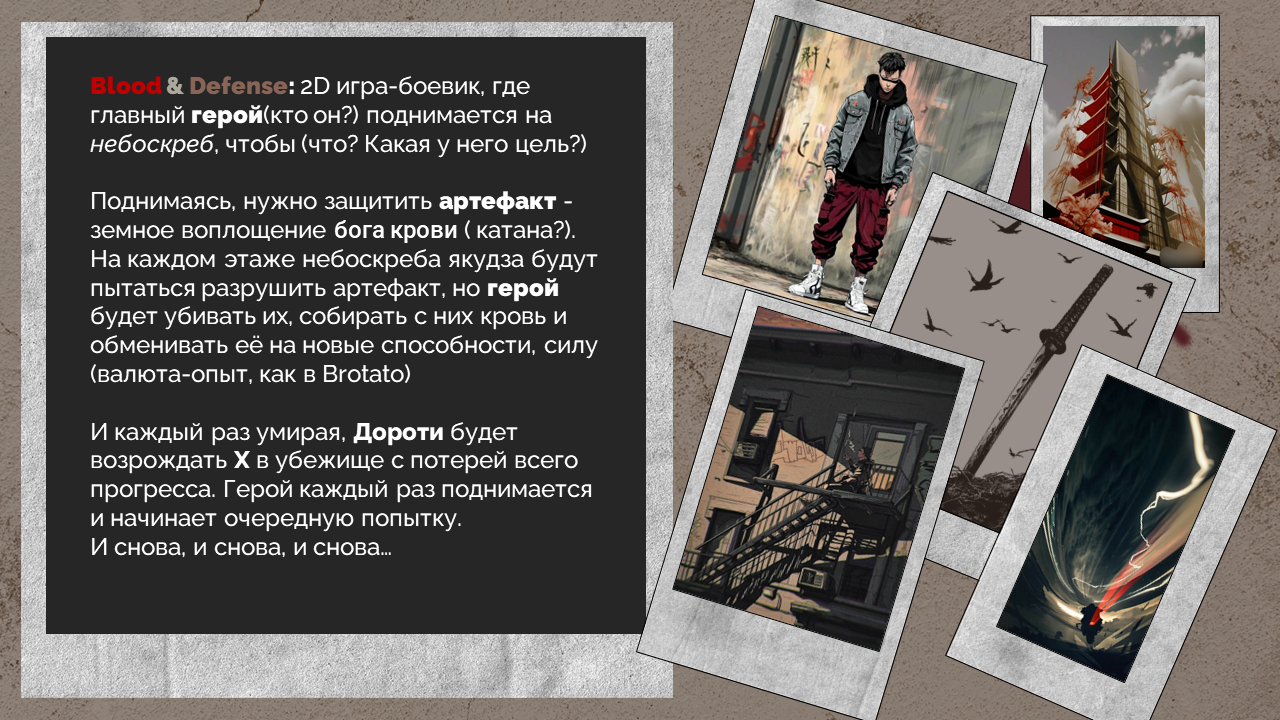 Blood & Defense: 2D игра-боевик, где
главный герой(кто он?) поднимается на
небоскреб, чтобы (что? Какая у него цель?)
Поднимаясь, нужно защитить артефакт -
земное воплощение бога крови ( катана?).
На каждом этаже небоскреба якудза будут
пытаться разрушить артефакт, но герой
будет убивать их, собирать с них кровь и
обменивать её на новые способности, силу
(валюта-опыт, как в Brotato)
И каждый раз умирая, Дороти будет
возрождать X в убежище с потерей всего
прогресса. Герой каждый раз поднимается
и начинает очередную попытку.
И снова, и снова, и снова...